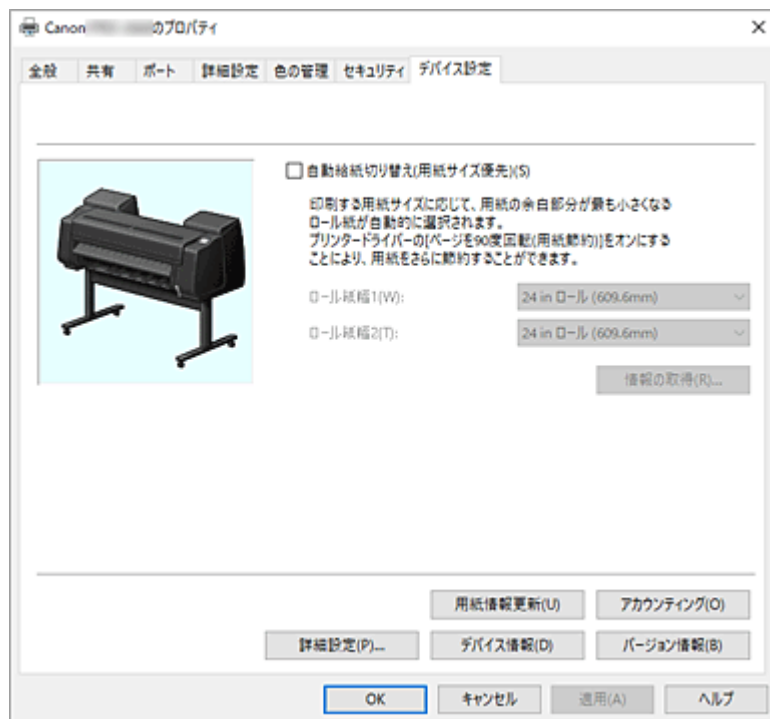 Canon のプロパティ
全般 共有 ポート 詳細設定 色の管理 セキュリティ デバイス設定
自動給紙切り替え(用紙サイズ優先)(S)
印刷する用紙サイズに応じて、用紙の余白部分が最も小さくなる
ロール紙が自動的に選択されます。
プリンタードライバーの[ページを90度回転(用紙節約)]をオンにする
ことにより、用紙をさらに節約することができます。
ロール紙幅1(W):
24 in ロール (609.6mm)
ロール紙幅2(T):
24 in ロール (609.6mm)
情報の取得(R)...
用紙情報更新(U) アカウンティング(O)
詳細設定(P)... デバイス情報(D) バージョン情報(B)
OK キャンセル 適用(A) ヘルプ